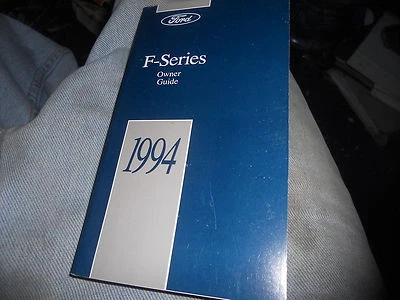 Ford
F-Series
Owner
Guide
1994